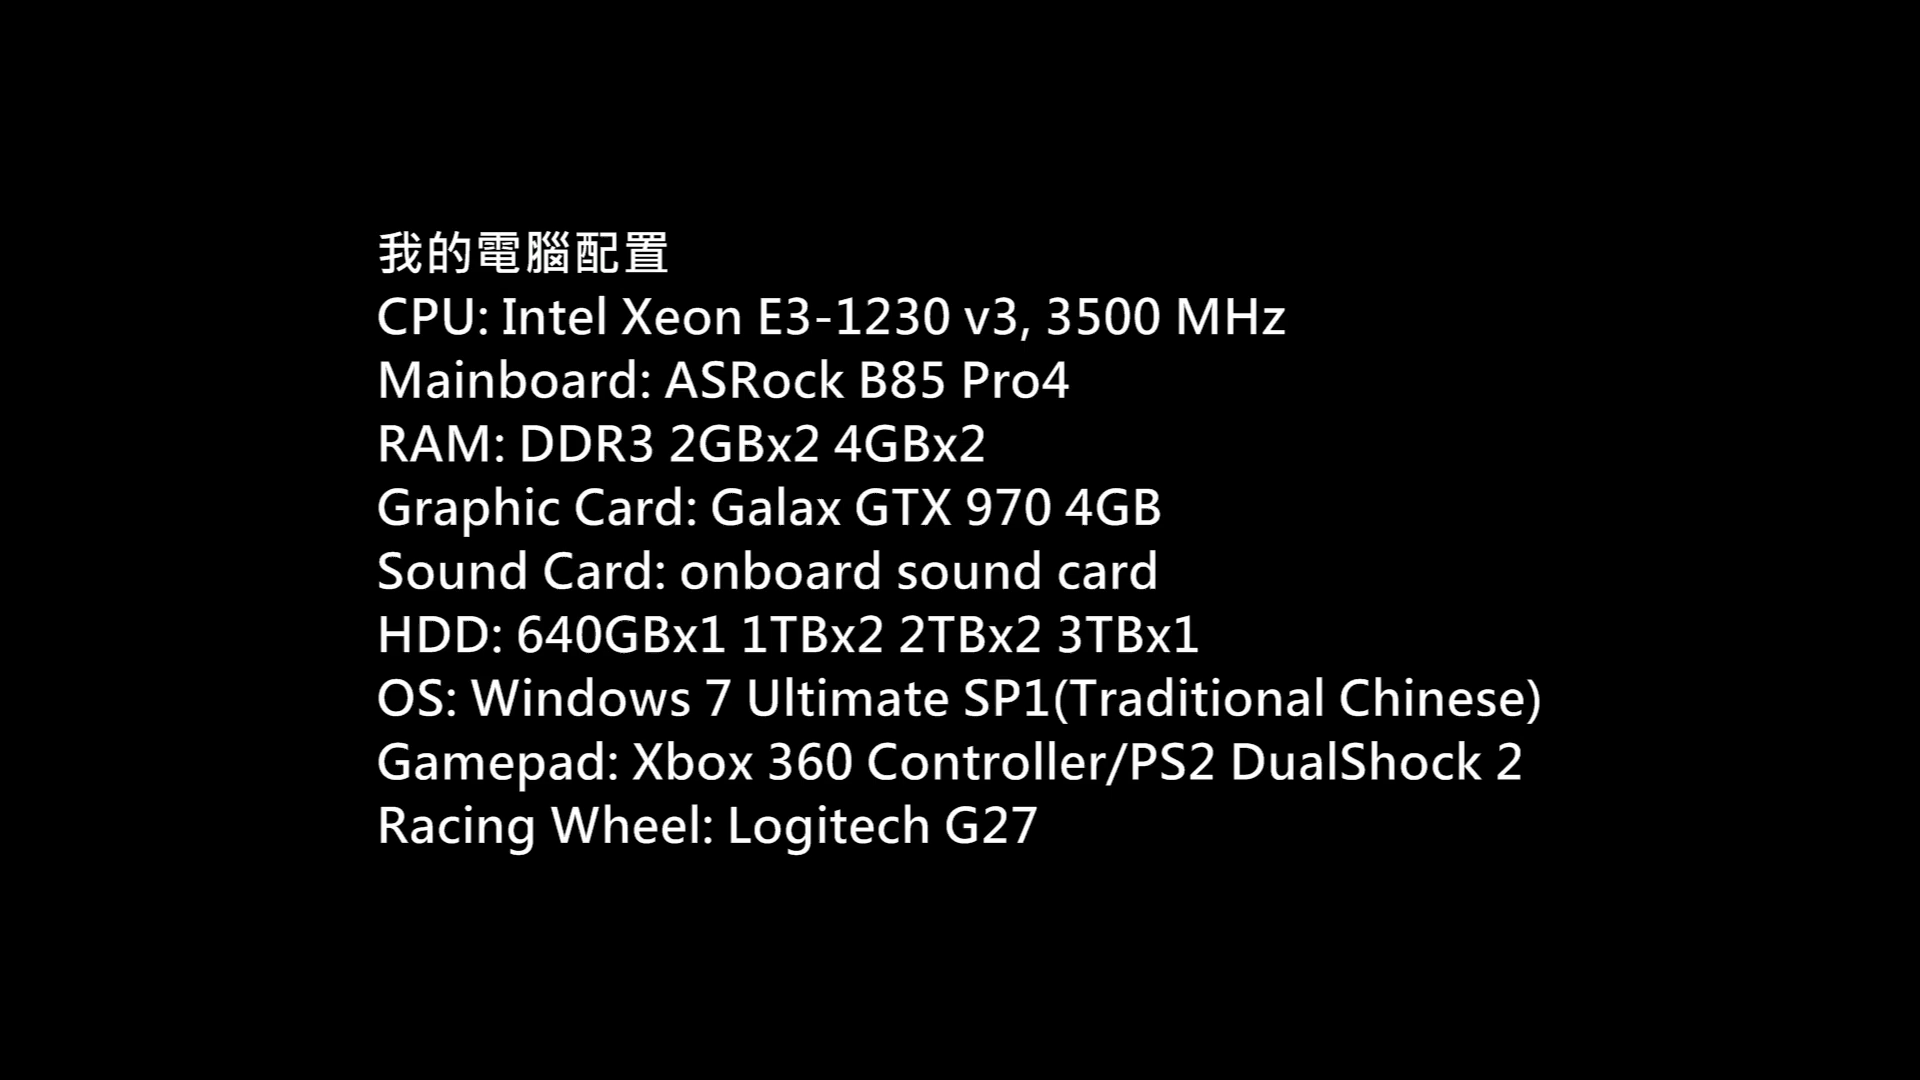 我的電腦配置
CPU: Intel Xeon E3-1230 v3, 3500 MHz
Mainboard: ASRock B85 Pro4
RAM: DDR3 2GBx2 4GBx2
Graphic Card: Galax GTX 970 4GB
Sound Card: onboard sound card
HDD: 640GBx1 1TBx2 2TBx2 3TBx1
OS: Windows 7 Ultimate SP1(Traditional Chinese)
Gamepad: Xbox 360 Controller/PS2 DualShock 2
Racing Wheel: Logitech G27